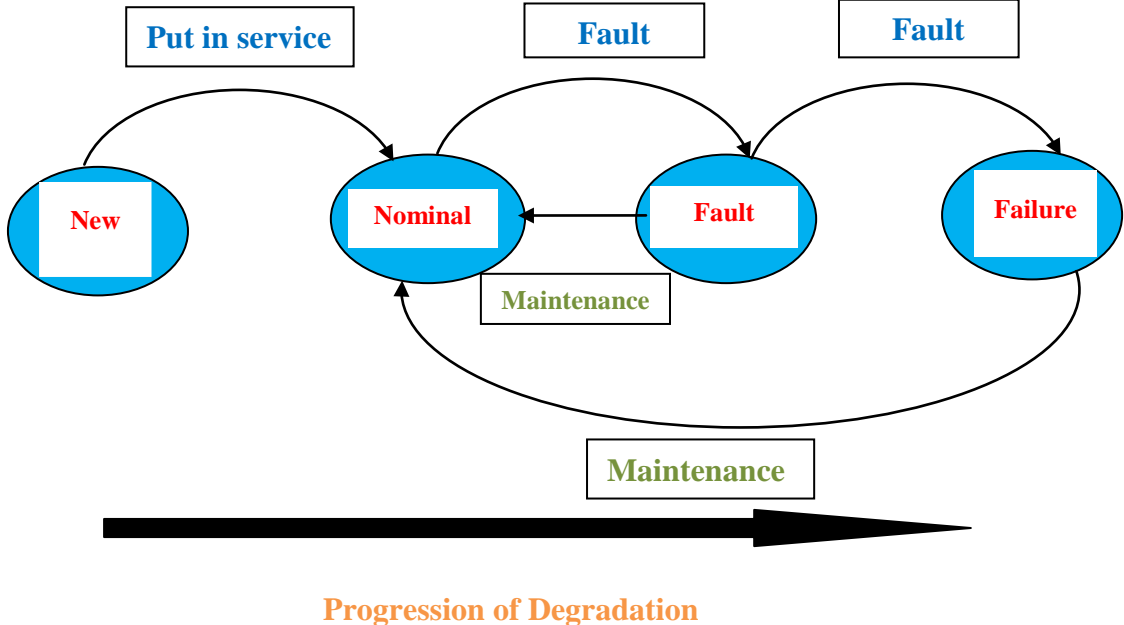 Put in service
Fault
Fault
New
Nominal
Fault
Failure
Maintenance
Maintenance
Progression of Degradation